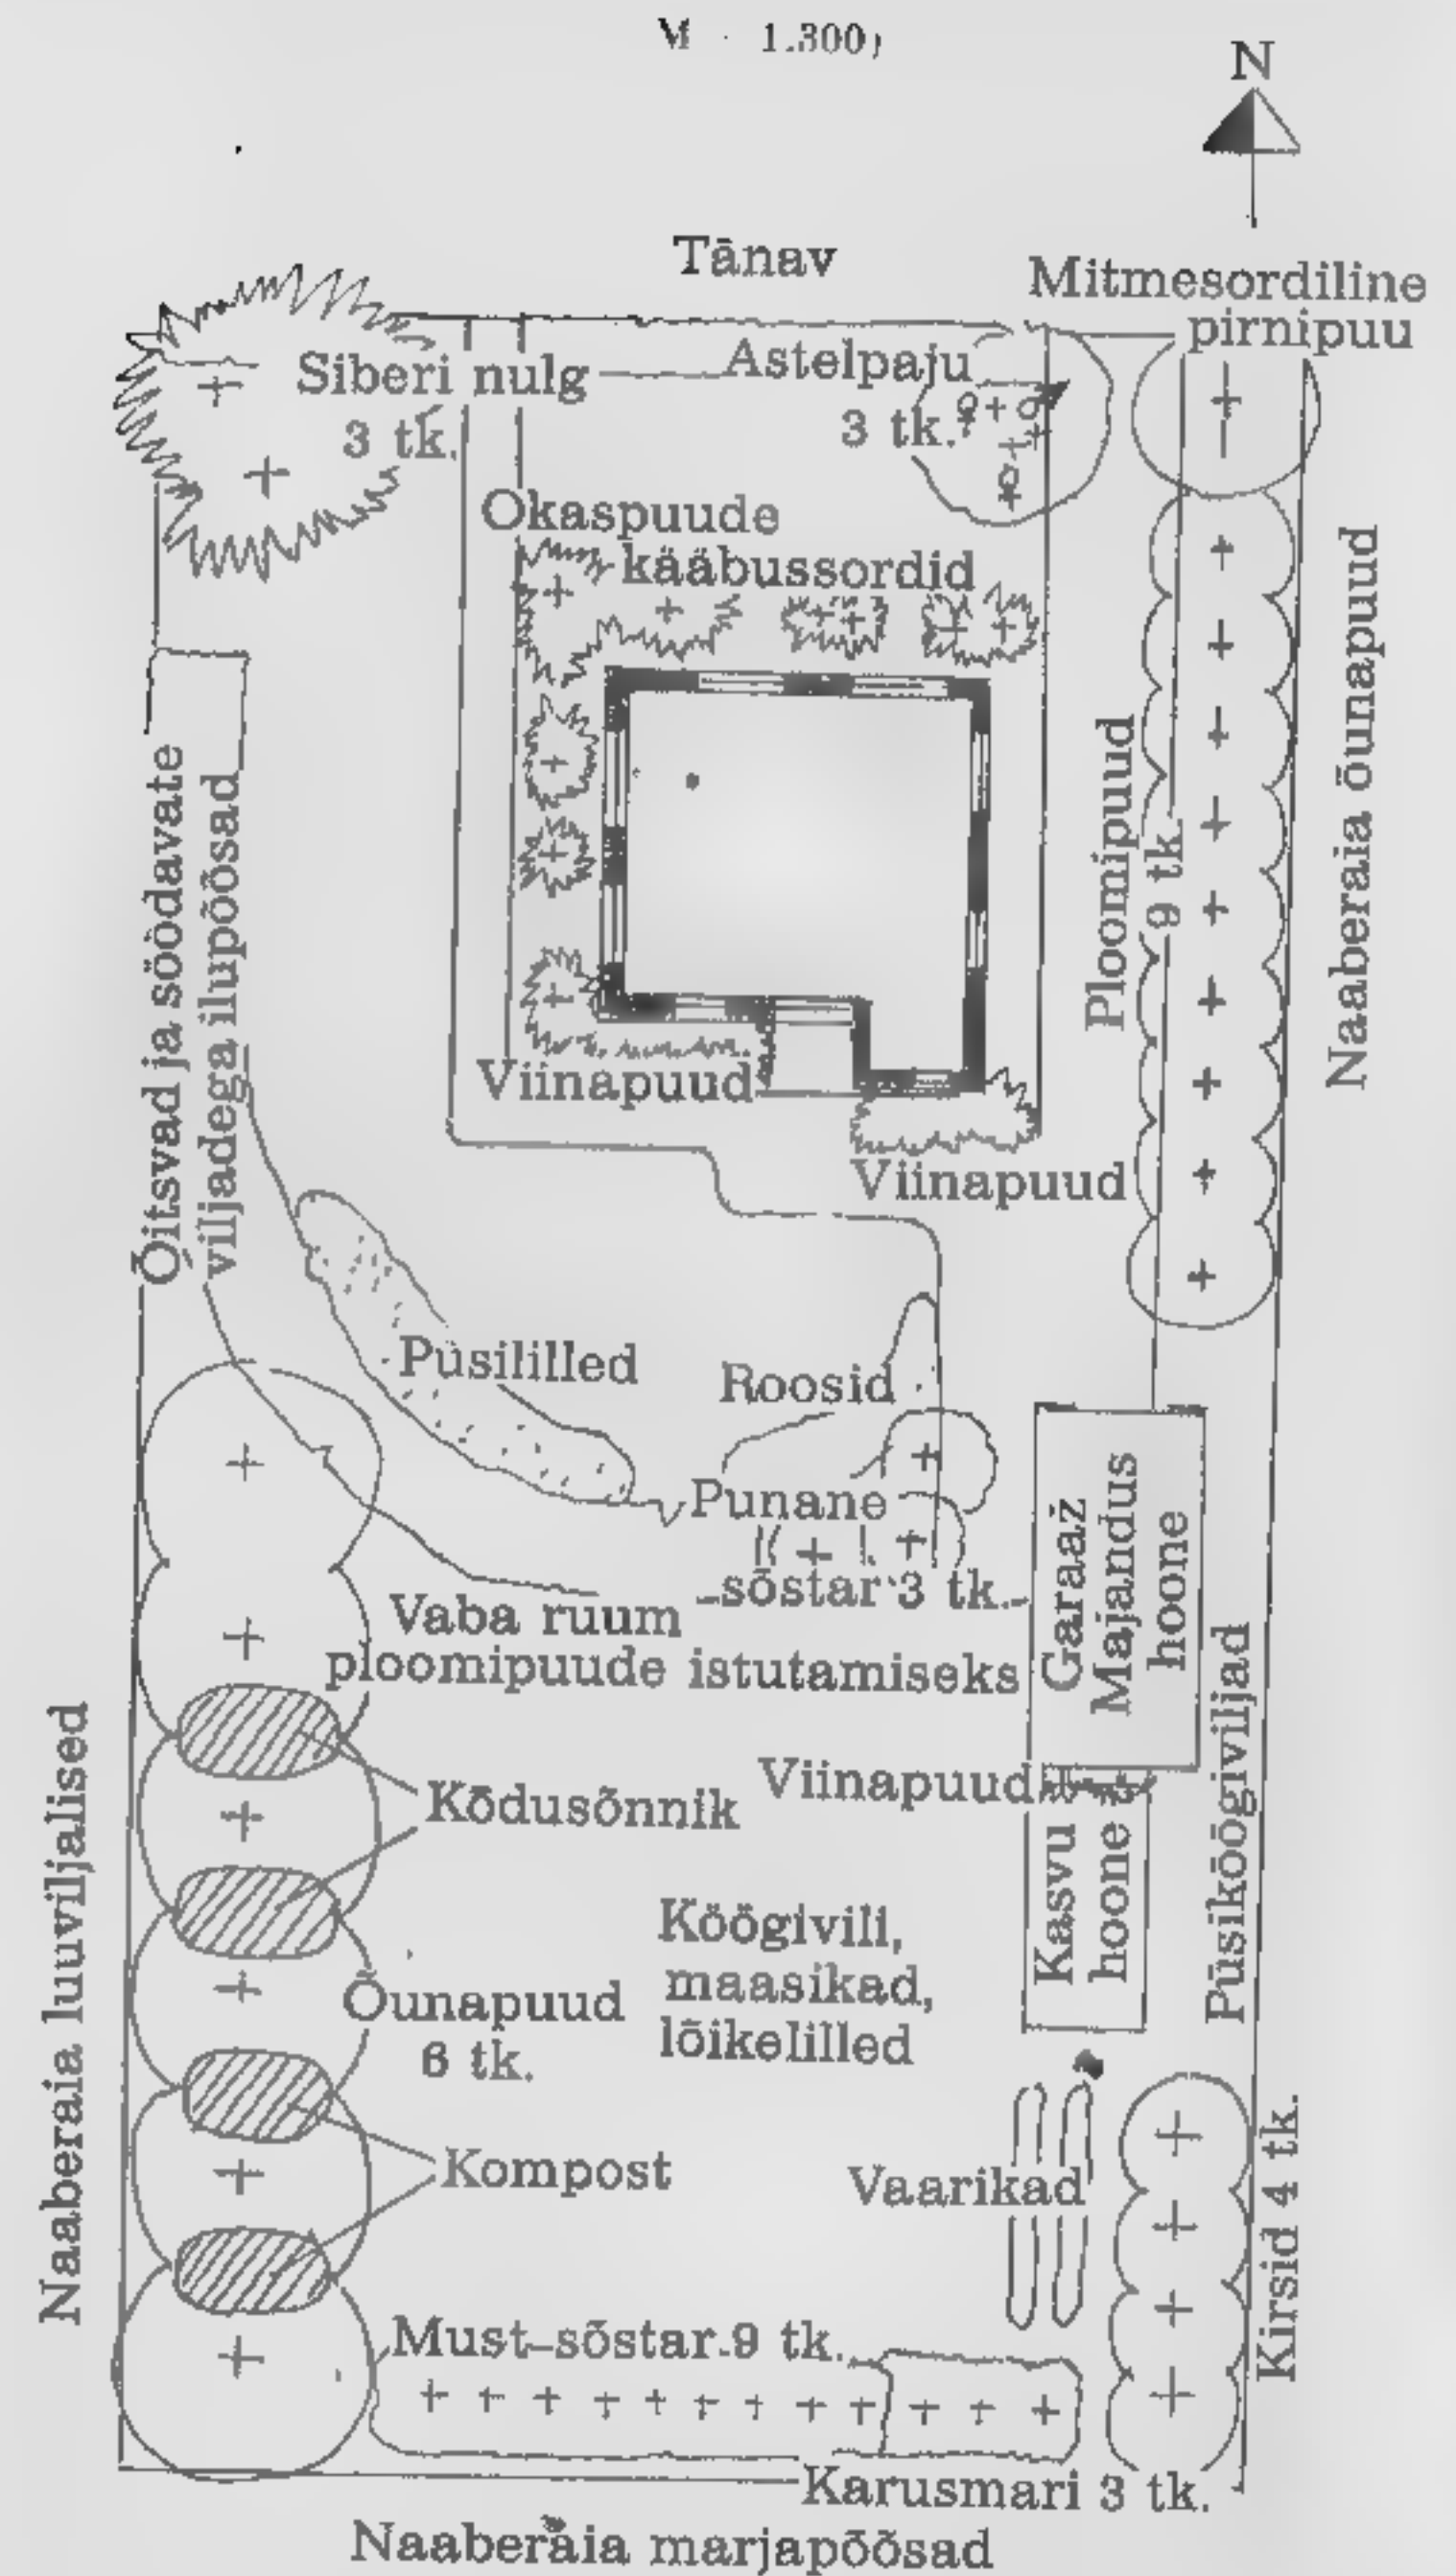 M 1:300)
N
Tänav
Mitmesordiline
pirnipuu
Siberi nulg
3 tk.
Astelpaju
3 tk.
Okaspuude
kääbussordid
Naaberaia õunapuud
Ploomipuud
9 tk.
Õitsvad ja söödavate
viljadega ilupõõsad
Viinapuud
Viinapuud
Püsililled
Roosid
Punane
sõstar 3 tk.
Garaaž
Majandus
hoone
Vaba ruum
ploomipuude istutamiseks
Viinapuud
Kõdusõnnik
Kasvu
hoone
Püsiköögiviljad
Naaberaia luuviljalised
Köögivili,
maasikad,
lõikelilled
Õunapuud
6 tk.
Kompost
Vaarikad
Kirsid 4 tk.
Must-sõstar 9 tk.
Karusmari 3 tk.
Naaberaia marjapõõsad